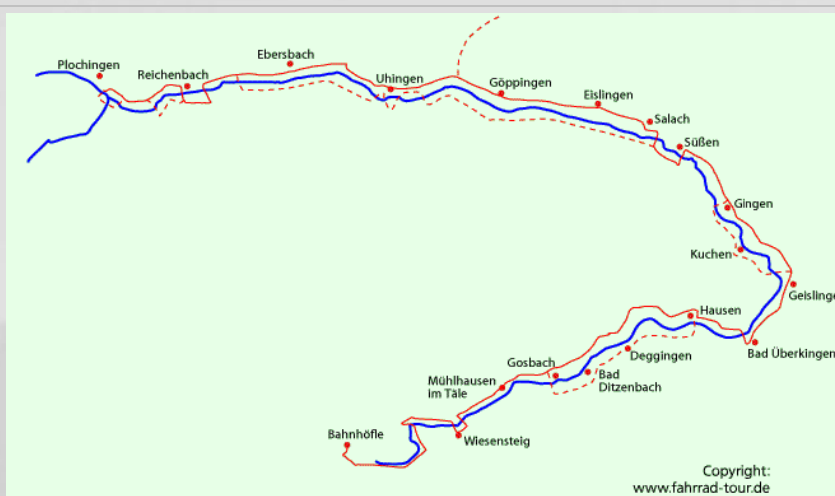 Plochingen
Reichenbach
Ebersbach
Uhingen
Göppingen
Eislingen
Salach
Süßen
Gingen
Kuchen
Geislinge
Hausen
Bad Überkingen
Deggingen
Gosbach
Bad
Ditzenbach
Mühlhausen
im Täle
Wiesensteig
Bahnhöfle
Copyright:
www.fahrrad-tour.de